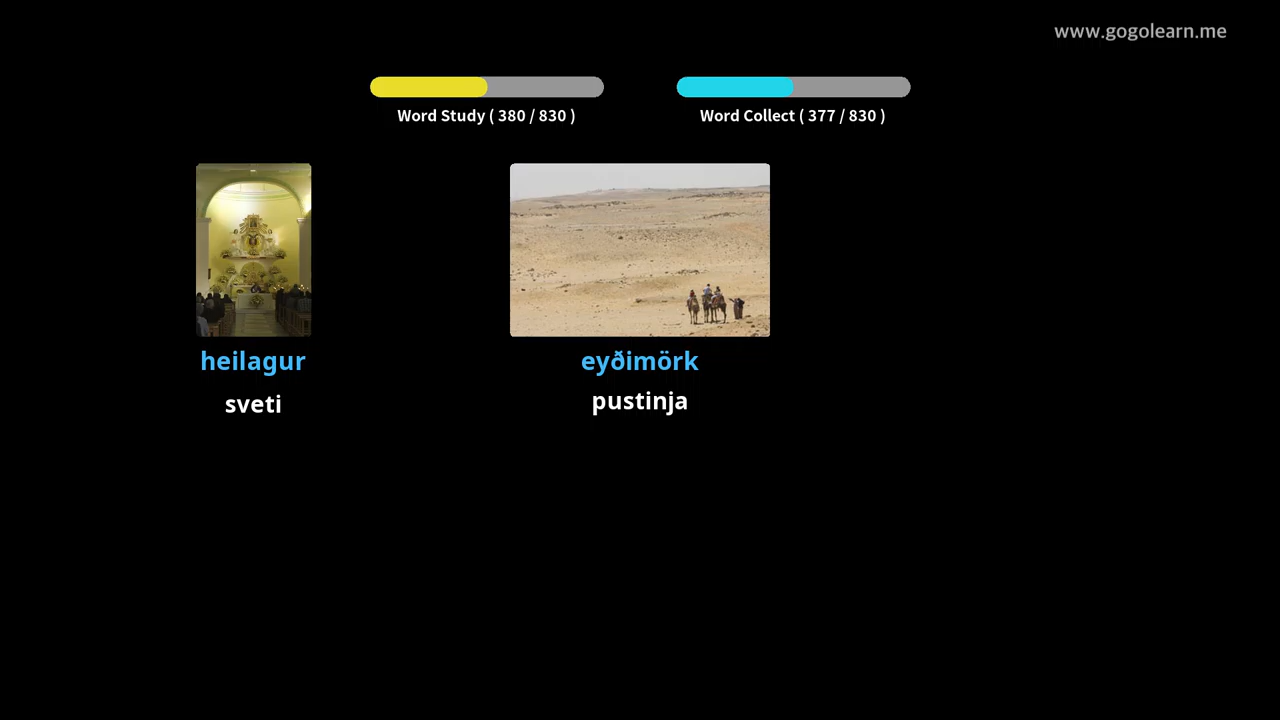 www.gogolearn.me
Word Study ( 380 / 830 )
Word Collect ( 377 / 830 )
heilagur
sveti
eyðimörk
pustinja